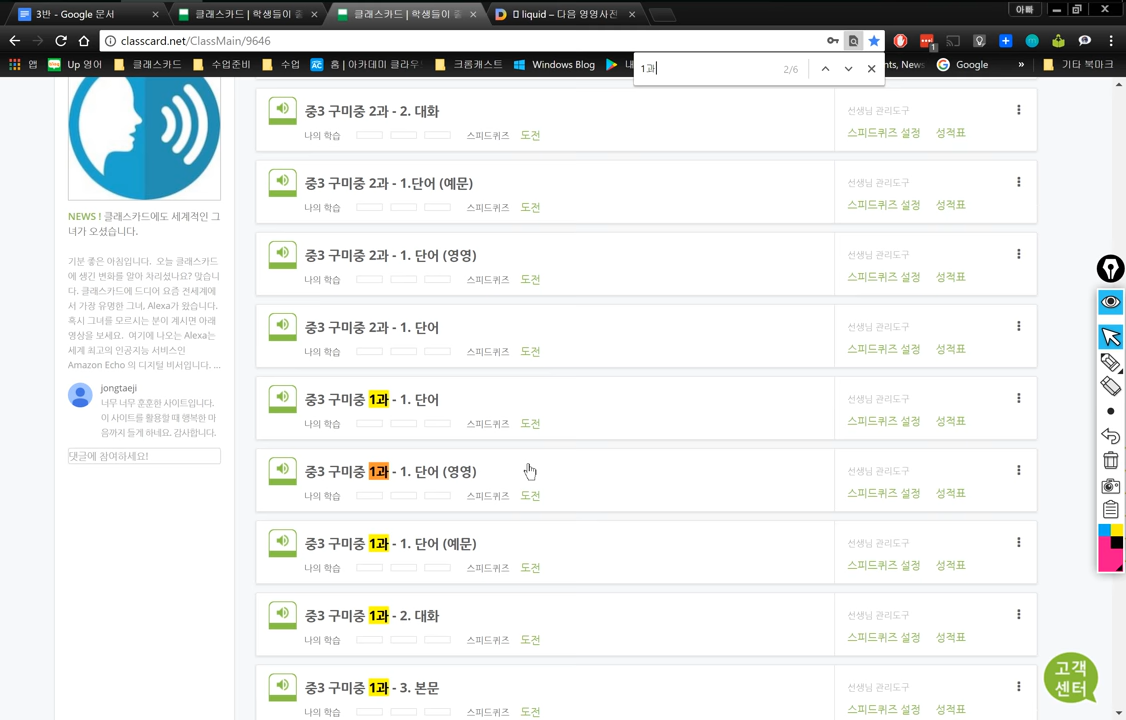 3반 - Google 문서
클래스카드 | 학생들이 좋
클래스카드 | 학생들이 좋
liquid – 다음 영영사전
아빠
classcard.net/ClassMain/9646
1
앱
Up 영어
클래스카드
수업준비
수업
홈 | 아카데미 클라우
크롬캐스트
Windows Blog
nts, News
Google
»
기타 북마크
1과
2/6
NEWS ! 클래스카드에도 세계적인 그
녀가 오셨습니다.
기분 좋은 아침입니다. 오늘 클래스카드
에 생긴 변화를 알아 차리셨나요? 맞습니
다. 클래스카드에 드디어 요즘 전세계에
서 가장 유명한 그녀, Alexa가 왔습니다.
혹시 그녀를 모르시는 분이 계시면 아래
영상을 보세요. 여기에 나오는 Alexa는
세계 최고의 인공지능 서비스인
Amazon Echo 의 디지털 비서입니다. ...
jongtaeji
너무 너무 훈훈한 사이트입니다.
이 사이트를 활용할 때 행복한 마
음까지 들게 하네요. 감사합니다.
댓글에 참여하세요!
중3 구미중 2과 - 2. 대화
나의 학습 스피드퀴즈 도전
선생님 관리도구
스피드퀴즈 설정 성적표
중3 구미중 2과 - 1.단어 (예문)
나의 학습 스피드퀴즈 도전
선생님 관리도구
스피드퀴즈 설정 성적표
중3 구미중 2과 - 1. 단어 (영영)
나의 학습 스피드퀴즈 도전
선생님 관리도구
스피드퀴즈 설정 성적표
중3 구미중 2과 - 1. 단어
나의 학습 스피드퀴즈 도전
선생님 관리도구
스피드퀴즈 설정 성적표
중3 구미중 1과 - 1. 단어
나의 학습 스피드퀴즈 도전
선생님 관리도구
스피드퀴즈 설정 성적표
중3 구미중 1과 - 1. 단어 (영영)
나의 학습 스피드퀴즈 도전
선생님 관리도구
스피드퀴즈 설정 성적표
중3 구미중 1과 - 1. 단어 (예문)
나의 학습 스피드퀴즈 도전
선생님 관리도구
스피드퀴즈 설정 성적표
중3 구미중 1과 - 2. 대화
나의 학습 스피드퀴즈 도전
선생님 관리도구
스피드퀴즈 설정 성적표
중3 구미중 1과 - 3. 본문
나의 학습 스피드퀴즈 도전
선생님 관리도구
스피드퀴즈 설정 성적표
고객
센터